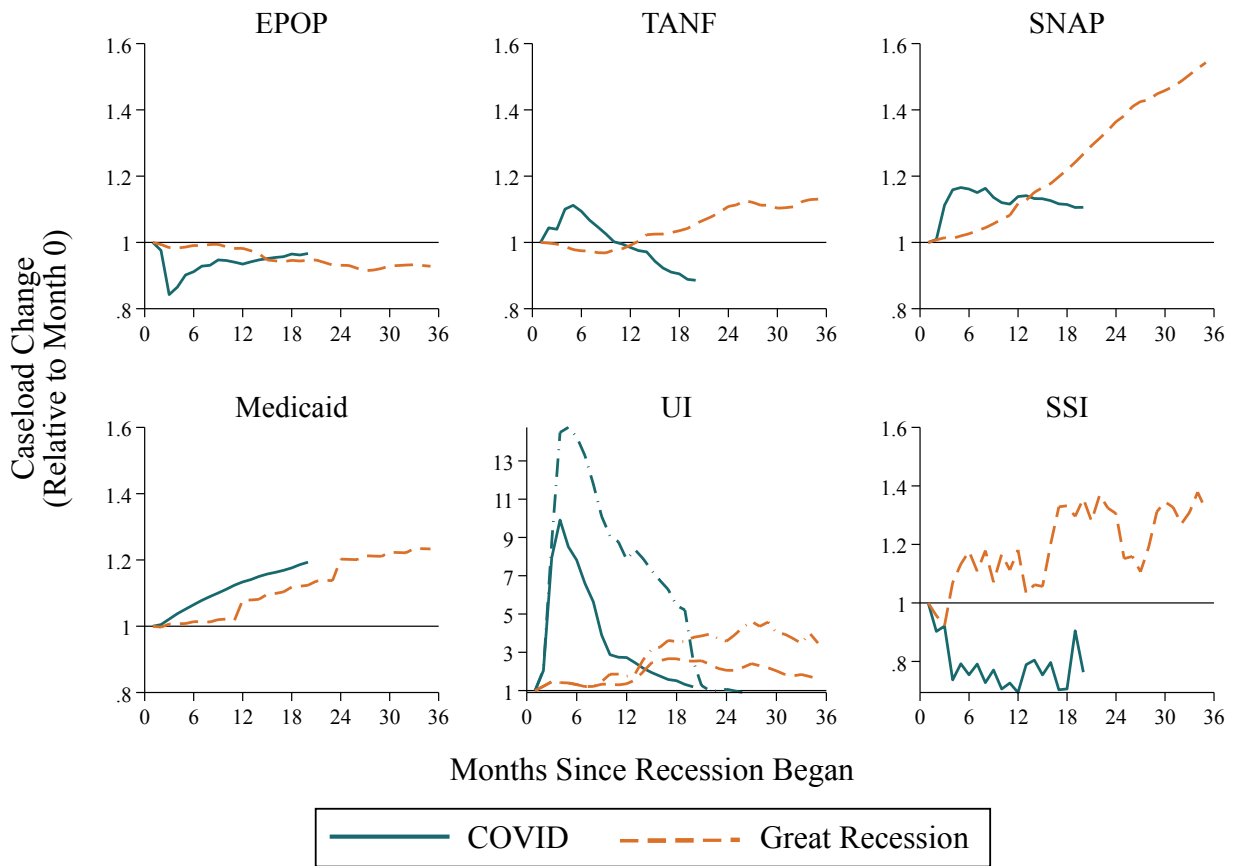 EPOP
TANF
SNAP
1.6
1.4
1.2
1
.8
0 6 12 18 24 30 36
1.6
1.4
1.2
1
.8
0 6 12 18 24 30 36
1.6
1.4
1.2
1
.8
0 6 12 18 24 30 36
Caseload Change
(Relative to Month 0)
Medicaid
UI
SSI
1.6
1.4
1.2
1
.8
0 6 12 18 24 30 36
13
11
9
7
5
3
1
0 6 12 18 24 30 36
1.6
1.4
1.2
1
.8
0 6 12 18 24 30 36
Months Since Recession Began
COVID
Great Recession